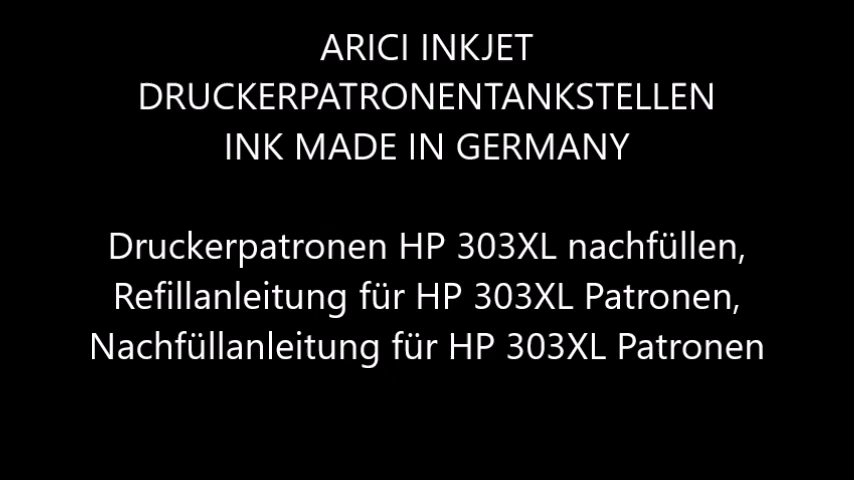 ARICI INKJET
DRUCKERPATRONENTANKSTELLEN
INK MADE IN GERMANY
Druckerpatronen HP 303XL nachfüllen,
Refillanleitung für HP 303XL Patronen,
Nachfüllanleitung für HP 303XL Patronen